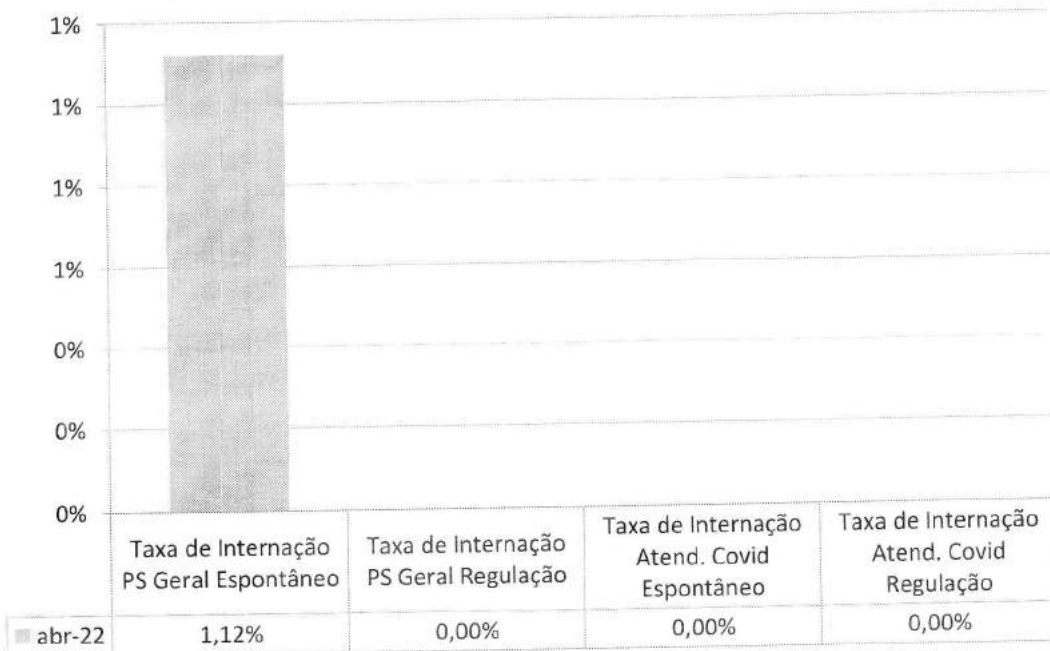 1%
1%
1%
1%
0%
0%
0%
Taxa de Internação
PS Geral Espontâneo
Taxa de Internação
PS Geral Regulação
Taxa de Internação
Atend. Covid
Espontâneo
Taxa de Internação
Atend. Covid
Regulação
abr-22 1,12% 0,00% 0,00% 0,00%